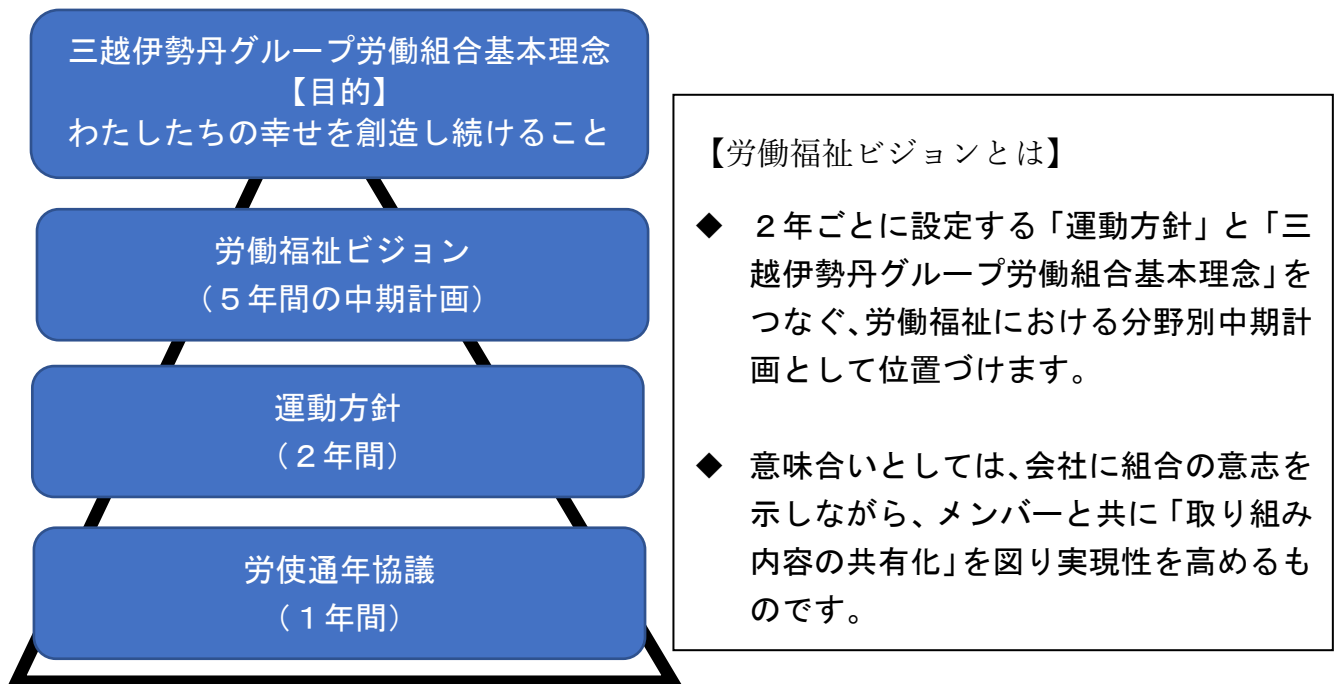 三越伊勢丹グループ労働組合基本理念
【目的】
わたしたちの幸せを創造し続けること
労働福祉ビジョン
（５年間の中期計画）
運動方針
（２年間）
労使通年協議
（１年間）
【労働福祉ビジョンとは】
◆ ２年ごとに設定する「運動方針」と「三
越伊勢丹グループ労働組合基本理念」を
つなぐ、労働福祉における分野別中期計
画として位置づけます。
◆ 意味合いとしては、会社に組合の意志を
示しながら、メンバーと共に「取り組み
内容の共有化」を図り実現性を高めるも
のです。